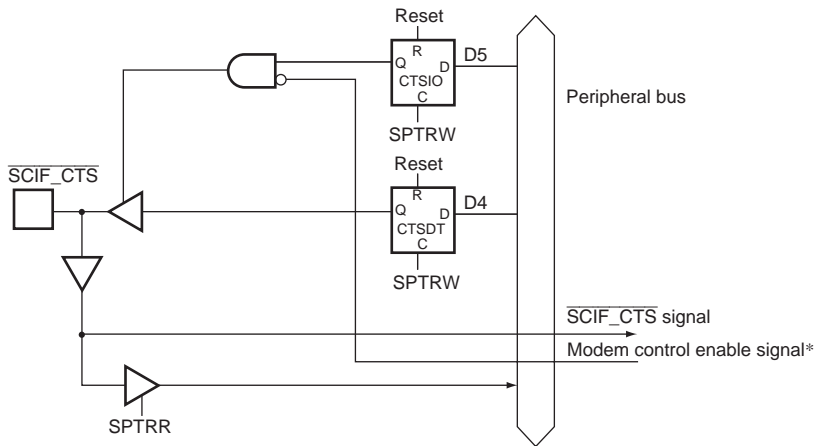 Reset
R
D5
Q
D
CTSIO
C
Peripheral bus
SPTRW
Reset
SCIF_CTS
R
D4
Q
D
CTSDT
C
SPTRW
SCIF_CTS signal
Modem control enable signal*
SPTRR